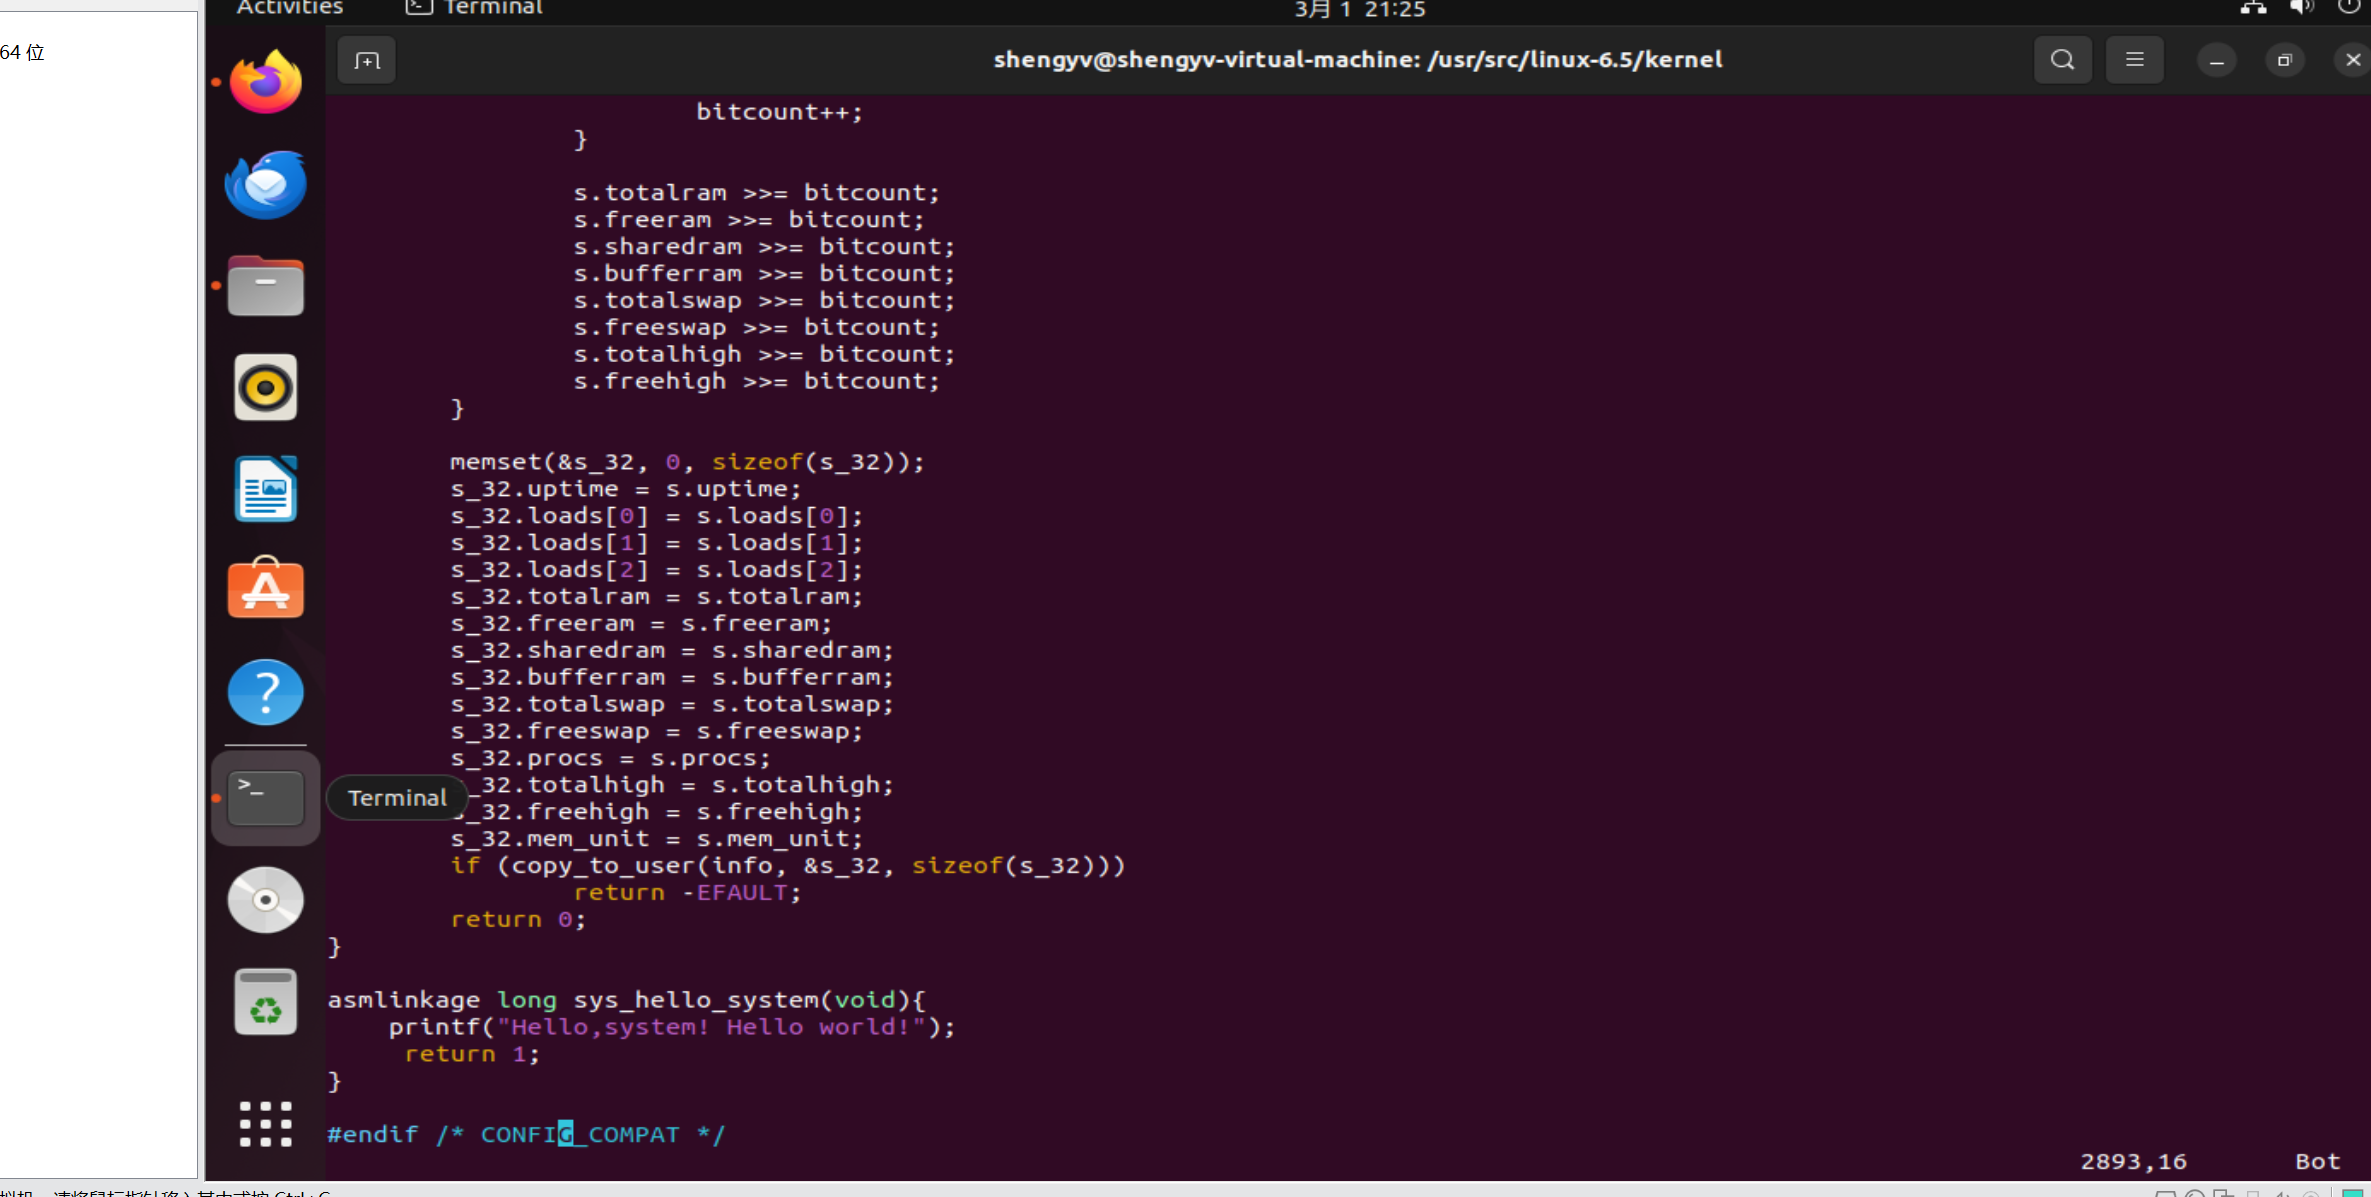 Activities
Terminal
3月 1 21:25
64 位
shengyv@shengyv-virtual-machine: /usr/src/linux-6.5/kernel
bitcount++;
}
s.totalram >>= bitcount;
s.freeram >>= bitcount;
s.sharedram >>= bitcount;
s.bufferram >>= bitcount;
s.totalswap >>= bitcount;
s.freeswap >>= bitcount;
s.totalhigh >>= bitcount;
s.freehigh >>= bitcount;
}
memset(&s_32, 0, sizeof(s_32));
s_32.uptime = s.uptime;
s_32.loads[0] = s.loads[0];
s_32.loads[1] = s.loads[1];
s_32.loads[2] = s.loads[2];
s_32.totalram = s.totalram;
s_32.freeram = s.freeram;
s_32.sharedram = s.sharedram;
s_32.bufferram = s.bufferram;
s_32.totalswap = s.totalswap;
s_32.freeswap = s.freeswap;
s_32.procs = s.procs;
Terminal
_32.totalhigh = s.totalhigh;
s_32.freehigh = s.freehigh;
s_32.mem_unit = s.mem_unit;
if (copy_to_user(info, &s_32, sizeof(s_32)))
return -EFAULT;
return 0;
}
asmlinkage long sys_hello_system(void){
printf("Hello,system! Hello world!");
return 1;
}
#endif /* CONFIG_COMPAT */
2893,16
Bot